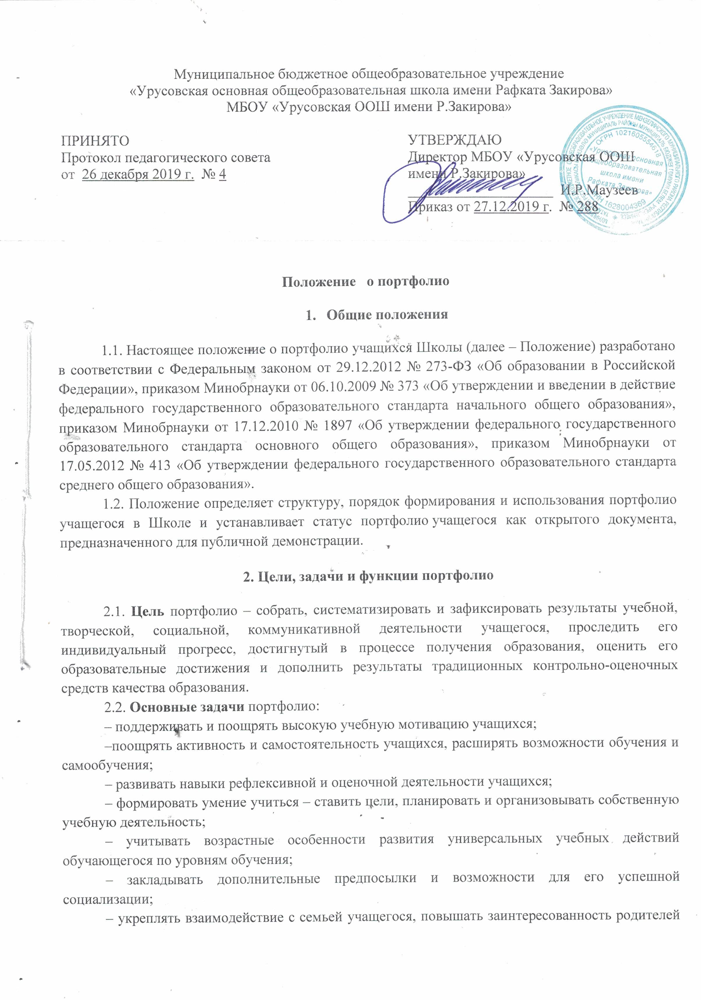 Муниципальное бюджетное общеобразовательное учреждение
«Урусовская основная общеобразовательная школа имени Рафката Закирова»
МБОУ «Урусовская ООШ имени Р.Закирова»
ПРИНЯТО
Протокол педагогического совета
от 26 декабря 2019 г. № 4
УТВЕРЖДАЮ
Директор МБОУ «Урусовская ООШ
имени Р.Закирова»
И.Р.Маузеев
Приказ от 27.12.2019 г. № 288
ОГРН 1021605554618
«Урусовская основная
общеобразовательная
школа имени
Рафката Закирова»
ИНН 1628004369
Положение о портфолио
1. Общие положения
1.1. Настоящее положение о портфолио учащихся Школы (далее – Положение) разработано
в соответствии с Федеральным законом от 29.12.2012 № 273-ФЗ «Об образовании в Российской
Федерации», приказом Минобрнауки от 06.10.2009 № 373 «Об утверждении и введении в действие
федерального государственного образовательного стандарта начального общего образования»,
приказом Минобрнауки от 17.12.2010 № 1897 «Об утверждении федерального государственного
образовательного стандарта основного общего образования», приказом Минобрнауки от
17.05.2012 № 413 «Об утверждении федерального государственного образовательного стандарта
среднего общего образования».
1.2. Положение определяет структуру, порядок формирования и использования портфолио
учащегося в Школе и устанавливает статус портфолио учащегося как открытого документа,
предназначенного для публичной демонстрации.
2. Цели, задачи и функции портфолио
2.1. Цель портфолио – собрать, систематизировать и зафиксировать результаты учебной,
творческой, социальной, коммуникативной деятельности учащегося, проследить его
индивидуальный прогресс, достигнутый в процессе получения образования, оценить его
образовательные достижения и дополнить результаты традиционных контрольно-оценочных
средств качества образования.
2.2. Основные задачи портфолио:
– поддерживать и поощрять высокую учебную мотивацию учащихся;
–поощрять активность и самостоятельность учащихся, расширять возможности обучения и
самообучения;
– развивать навыки рефлексивной и оценочной деятельности учащихся;
– формировать умение учиться – ставить цели, планировать и организовывать собственную
учебную деятельность;
– учитывать возрастные особенности развития универсальных учебных действий
обучающегося по уровням обучения;
– закладывать дополнительные предпосылки и возможности для его успешной
социализации;
– укреплять взаимодействие с семьей учащегося, повышать заинтересованность родителей